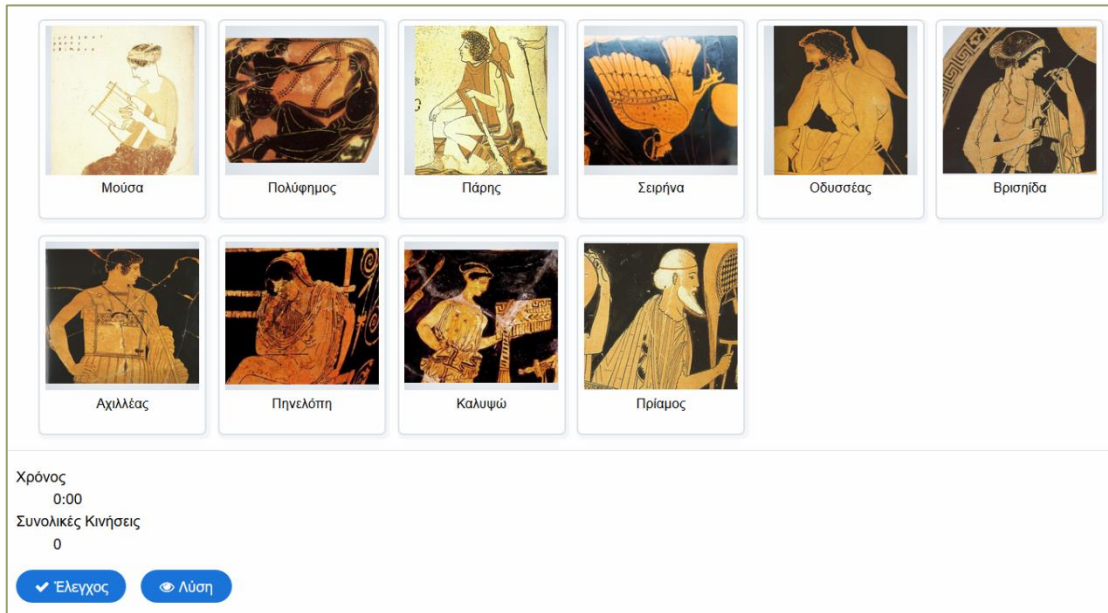 Μούσα Πολύφημος Πάρης Σειρήνα Οδυσσέας Βρισηίδα
Αχιλλέας Πηνελόπη Καλυψώ Πρίαμος
Χρόνος
0:00
Συνολικές Κινήσεις
0
Έλεγχος Λύση